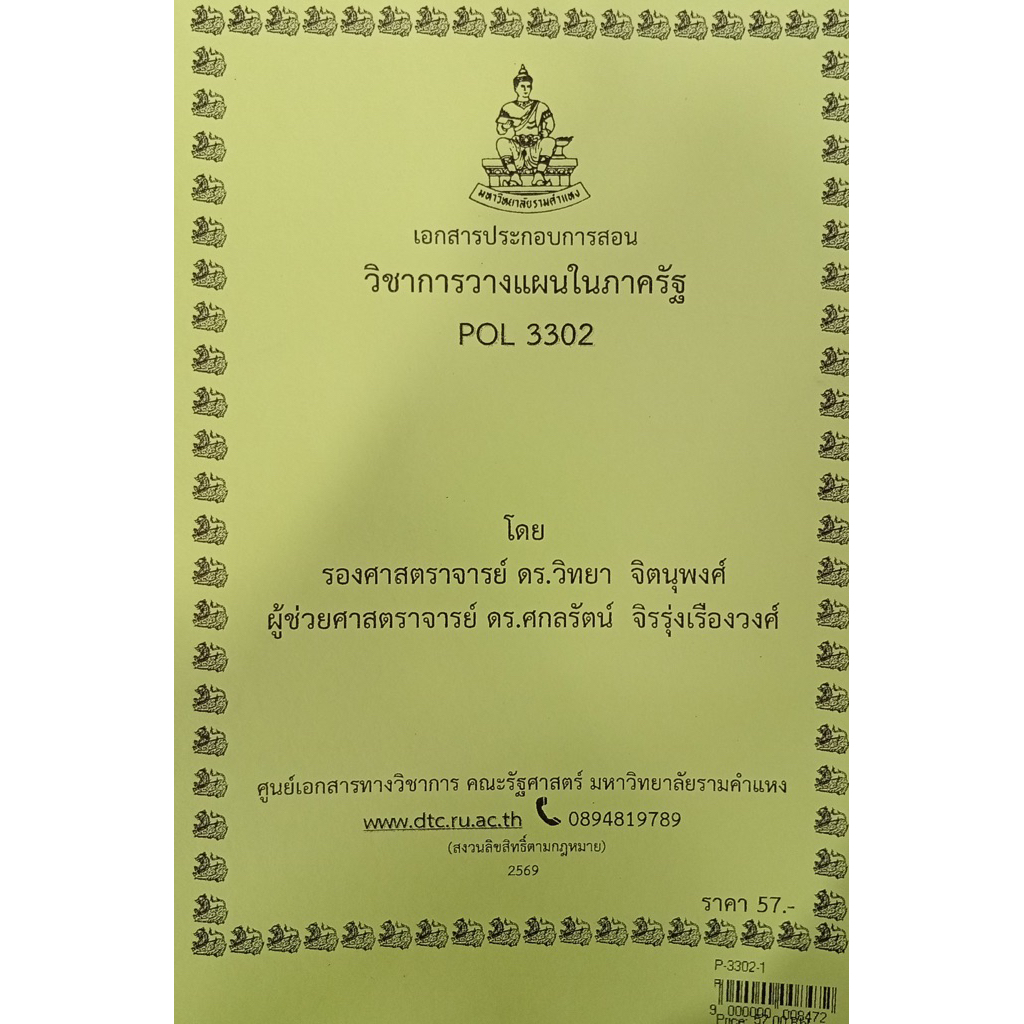 มหาวิทยาลัยรามคำแหง
เอกสารประกอบการสอน
วิชาการวางแผนในภาครัฐ
POL 3302
โดย
รองศาสตราจารย์ ดร.วิทยา จิตนุพงศ์
ผู้ช่วยศาสตราจารย์ ดร.ศกลรัตน์ จิรรุ่งเรืองวงศ์
ศูนย์เอกสารทางวิชาการ คณะรัฐศาสตร์ มหาวิทยาลัยรามคำแหง
www.dtc.ru.ac.th 0894819789
(สงวนลิขสิทธิ์ตามกฎหมาย)
2569
ราคา 57.-
P-3302-1
9 000000 008472
Price: 57.00